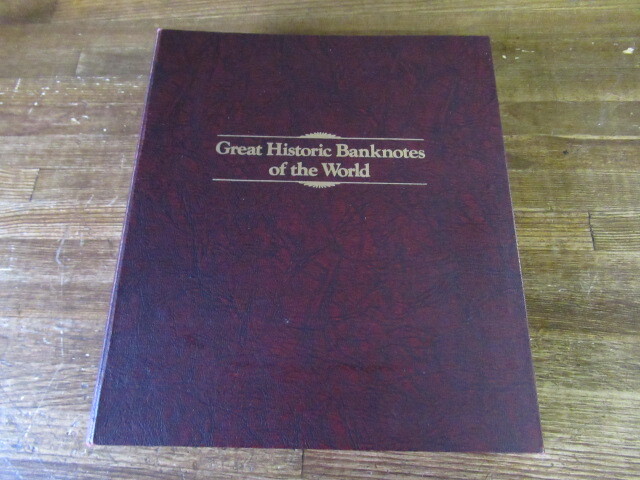 Great Historic Banknotes
of the World